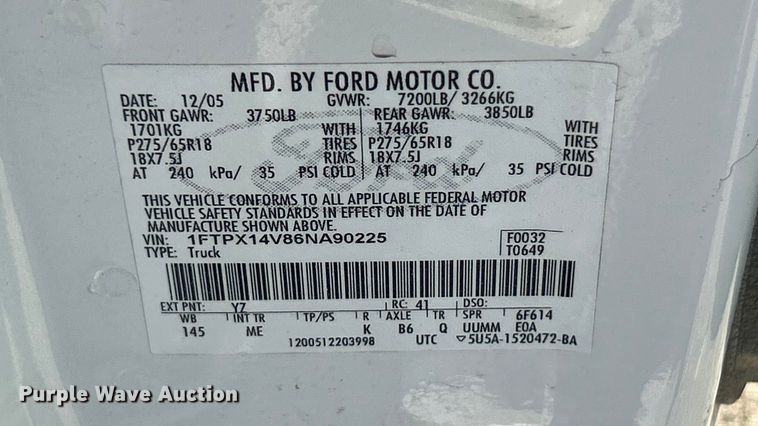 MFD. BY FORD MOTOR CO.
DATE: 12/05 GVWR: 7200LB/ 3266KG
FRONT GAWR: 3750LB REAR GAWR: 3850LB
1701KG WITH 1746KG WITH
P275/65R18 TIRES P275/65R18 TIRES
18X7.5J RIMS 18X7.5J RIMS
AT 240 kPa/ 35 PSI COLD AT 240 kPa/ 35 PSI COLD
Ford
THIS VEHICLE CONFORMS TO ALL APPLICABLE FEDERAL MOTOR
VEHICLE SAFETY STANDARDS IN EFFECT ON THE DATE OF
MANUFACTURE SHOWN ABOVE.
VIN: 1FTPX14V86NA90225 F0032
TYPE: Truck T0649
EXT PNT: YZ RC: 41 DSO:
WB INT TR TP/PS R AXLE TR SPR 6F614
145 ME K B6 Q UUMM E0A
1200512203998 UTC ▽5U5A-1520472-BA
Purple Wave Auction